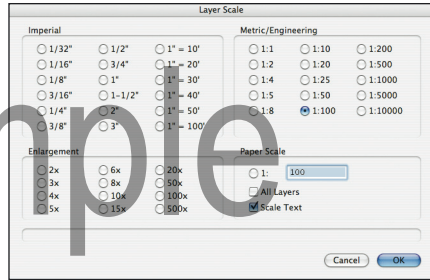 Layer Scale
Imperial
1/32" 1/2" 1" = 10'
1/16" 3/4" 1" = 20'
1/8" 1" 1" = 30'
3/16" 1-1/2" 1" = 40'
1/4" 2" 1" = 50'
3/8" 3" 1" = 100'
Metric/Engineering
1:1 1:10 1:200
1:2 1:20 1:500
1:4 1:25 1:1000
1:5 1:50 1:5000
1:8 1:100 1:10000
Enlargement
2x 6x 20x
3x 8x 50x
4x 10x 100x
5x 15x 500x
Paper Scale
1: 100
All Layers
Scale Text
Cancel OK
mple